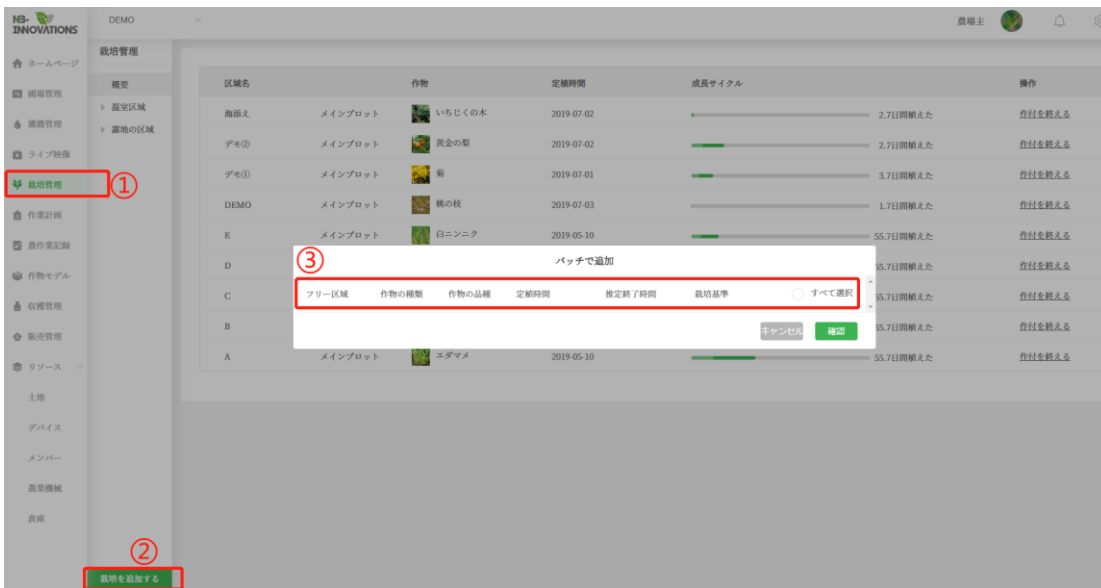 NB-
INNOVATIONS
DEMO
農場主
ホームページ
圃場管理
灌漑管理
ライブ映像
栽培管理
作業計画
農作業記録
作物モデル
収穫管理
販売管理
リソース
土地
デバイス
メンバー
農業機械
倉庫
①
栽培管理
概要
温室区域
露地の区域
②
栽培を追加する
区域名 作物 定植時間 成長サイクル 操作
海添え メインプロット いちじくの木 2019-07-02 2.7日間植えた 作付を終える
デモ② メインプロット 黄金の梨 2019-07-02 2.7日間植えた 作付を終える
デモ① メインプロット 菊 2019-07-01 3.7日間植えた 作付を終える
DEMO メインプロット 桃の枝 2019-07-03 1.7日間植えた 作付を終える
E メインプロット 白ニンニク 2019-05-10 55.7日間植えた 作付を終える
D 55.7日間植えた 作付を終える
C 55.7日間植えた 作付を終える
B 55.7日間植えた 作付を終える
A メインプロット エダマメ 2019-05-10 55.7日間植えた 作付を終える
③
パッチで追加
フリー区域 作物の種類 作物の品種 定植時間 推定終了時間 栽培基準 すべて選択
キャンセル 確認